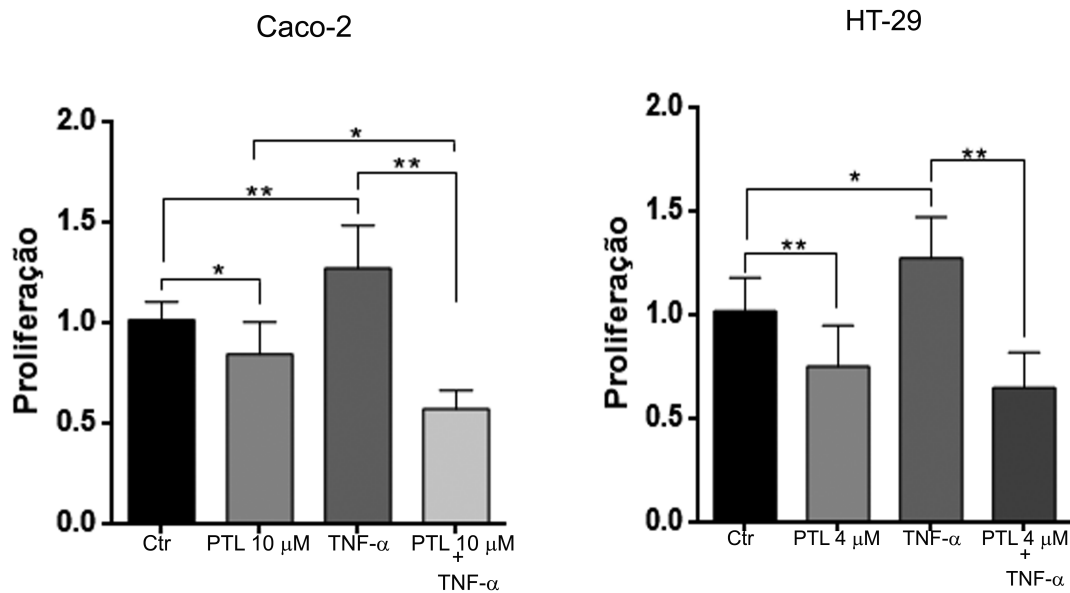 Caco-2
Proliferação
2.0
1.5
1.0
0.5
0.0
*
**
**
*
Ctr
PTL 10 μM
TNF-α
PTL 10 μM
+
TNF-α
HT-29
Proliferação
2.0
1.5
1.0
0.5
0.0
**
*
**
Ctr
PTL 4 μM
TNF-α
PTL 4 μM
+
TNF-α